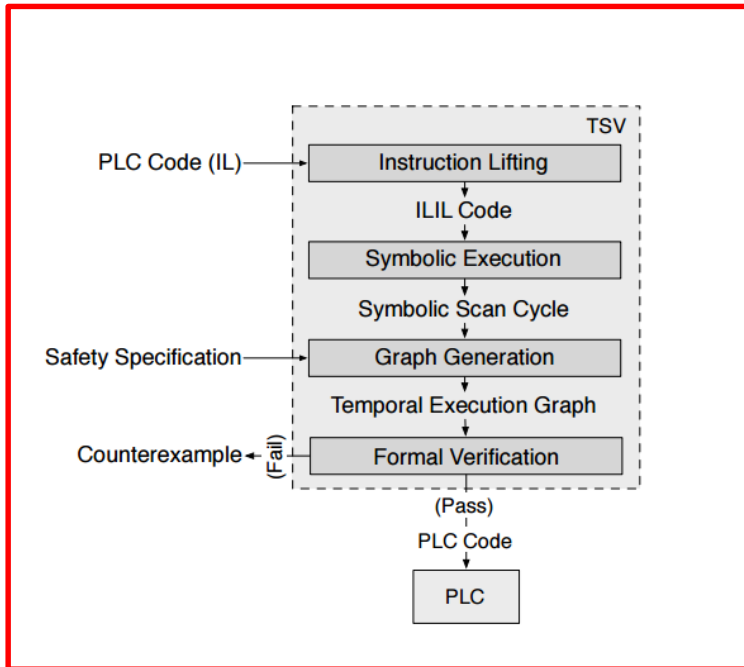 TSV
PLC Code (IL)
Instruction Lifting
ILIL Code
Symbolic Execution
Symbolic Scan Cycle
Safety Specification
Graph Generation
Temporal Execution Graph
Counterexample
(Fail)
Formal Verification
(Pass)
PLC Code
PLC